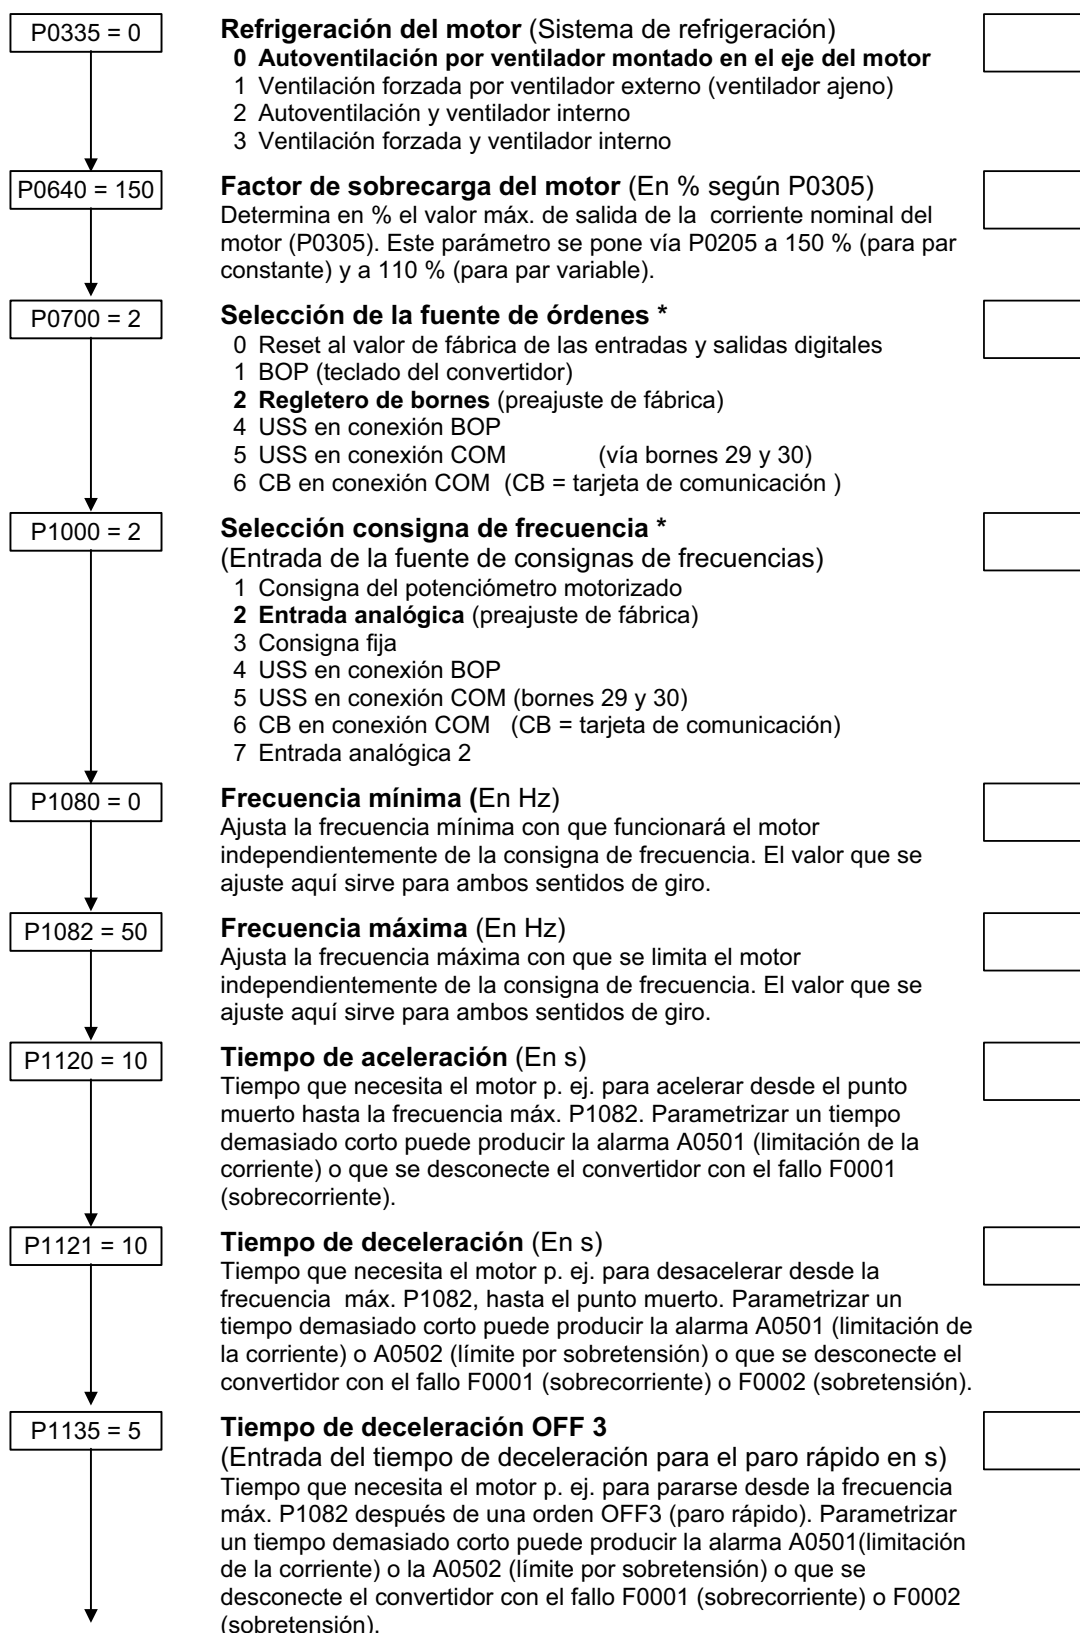 P0335 = 0
Refrigeración del motor (Sistema de refrigeración)
0 Autoventilación por ventilador montado en el eje del motor
1 Ventilación forzada por ventilador externo (ventilador ajeno)
2 Autoventilación y ventilador interno
3 Ventilación forzada y ventilador interno
P0640 = 150
Factor de sobrecarga del motor (En % según P0305)
Determina en % el valor máx. de salida de la corriente nominal del
motor (P0305). Este parámetro se pone vía P0205 a 150 % (para par
constante) y a 110 % (para par variable).
P0700 = 2
Selección de la fuente de órdenes *
0 Reset al valor de fábrica de las entradas y salidas digitales
1 BOP (teclado del convertidor)
2 Regletero de bornes (preajuste de fábrica)
4 USS en conexión BOP
5 USS en conexión COM (vía bornes 29 y 30)
6 CB en conexión COM (CB = tarjeta de comunicación )
P1000 = 2
Selección consigna de frecuencia *
(Entrada de la fuente de consignas de frecuencias)
1 Consigna del potenciómetro motorizado
2 Entrada analógica (preajuste de fábrica)
3 Consigna fija
4 USS en conexión BOP
5 USS en conexión COM (bornes 29 y 30)
6 CB en conexión COM (CB = tarjeta de comunicación)
7 Entrada analógica 2
P1080 = 0
Frecuencia mínima (En Hz)
Ajusta la frecuencia mínima con que funcionará el motor
independientemente de la consigna de frecuencia. El valor que se
ajuste aquí sirve para ambos sentidos de giro.
P1082 = 50
Frecuencia máxima (En Hz)
Ajusta la frecuencia máxima con que se limita el motor
independientemente de la consigna de frecuencia. El valor que se
ajuste aquí sirve para ambos sentidos de giro.
P1120 = 10
Tiempo de aceleración (En s)
Tiempo que necesita el motor p. ej. para acelerar desde el punto
muerto hasta la frecuencia máx. P1082. Parametrizar un tiempo
demasiado corto puede producir la alarma A0501 (limitación de la
corriente) o que se desconecte el convertidor con el fallo F0001
(sobrecorriente).
P1121 = 10
Tiempo de deceleración (En s)
Tiempo que necesita el motor p. ej. para desacelerar desde la
frecuencia máx. P1082, hasta el punto muerto. Parametrizar un
tiempo demasiado corto puede producir la alarma A0501 (limitación de
la corriente) o A0502 (límite por sobretensión) o que se desconecte el
convertidor con el fallo F0001 (sobrecorriente) o F0002 (sobretensión).
P1135 = 5
Tiempo de deceleración OFF 3
(Entrada del tiempo de deceleración para el paro rápido en s)
Tiempo que necesita el motor p. ej. para pararse desde la frecuencia
máx. P1082 después de una orden OFF3 (paro rápido). Parametrizar
un tiempo demasiado corto puede producir la alarma A0501(limitación
de la corriente) o la A0502 (límite por sobretensión) o que se
desconecte el convertidor con el fallo F0001 (sobrecorriente) o F0002
(sobretensión).